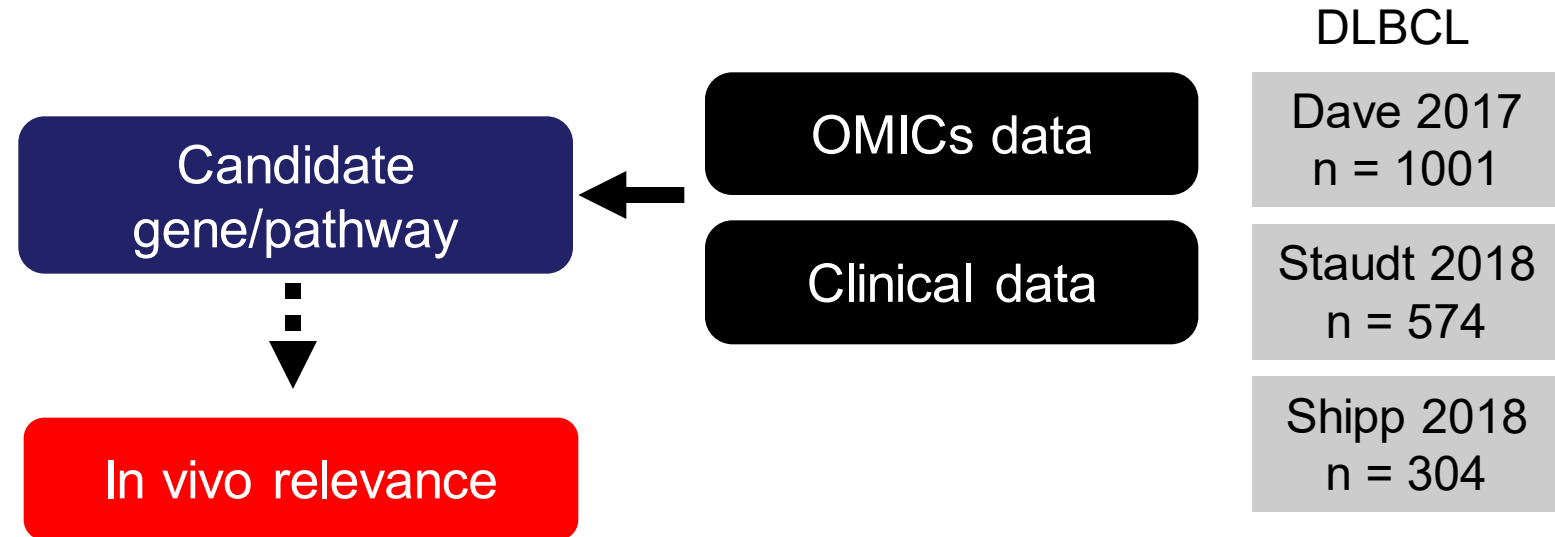 DLBCL
Candidate
gene/pathway
OMICs data
Clinical data
Dave 2017
n = 1001
Staudt 2018
n = 574
Shipp 2018
n = 304
In vivo relevance